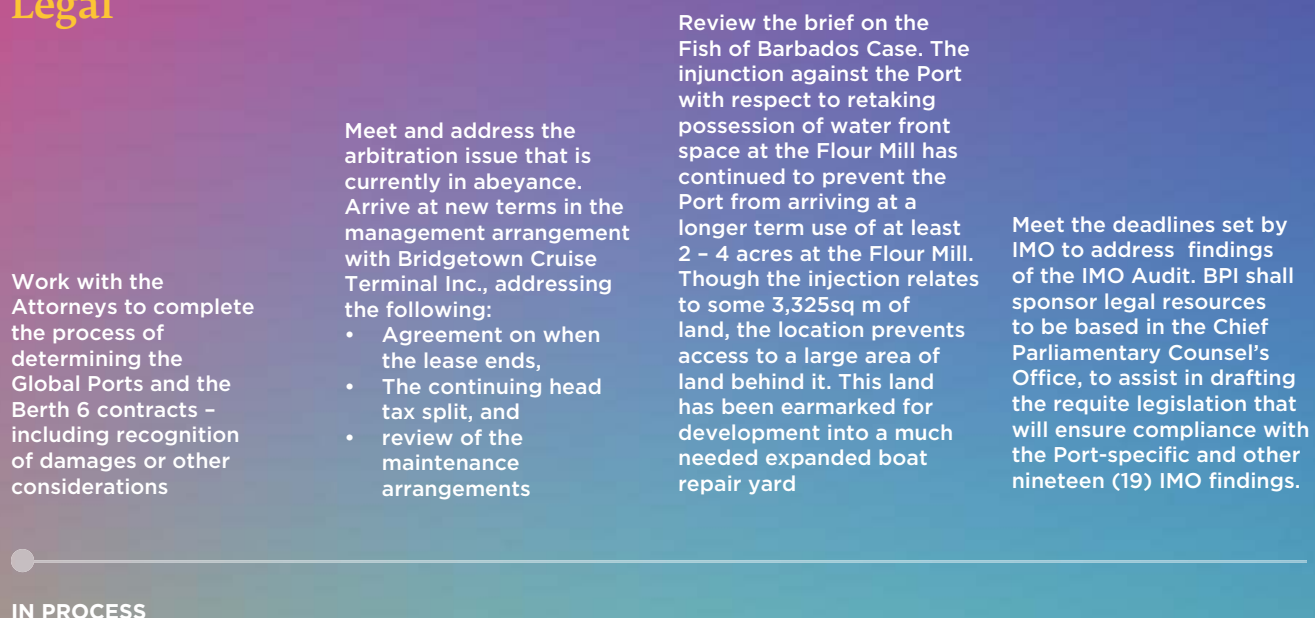 Legal
Work with the
Attorneys to complete
the process of
determining the
Global Ports and the
Berth 6 contracts –
including recognition
of damages or other
considerations
Meet and address the
arbitration issue that is
currently in abeyance.
Arrive at new terms in the
management arrangement
with Bridgetown Cruise
Terminal Inc., addressing
the following:
• Agreement on when
the lease ends,
• The continuing head
tax split, and
• review of the
maintenance
arrangements
Review the brief on the
Fish of Barbados Case. The
injunction against the Port
with respect to retaking
possession of water front
space at the Flour Mill has
continued to prevent the
Port from arriving at a
longer term use of at least
2 – 4 acres at the Flour Mill.
Though the injection relates
to some 3,325sq m of
land, the location prevents
access to a large area of
land behind it. This land
has been earmarked for
development into a much
needed expanded boat
repair yard
Meet the deadlines set by
IMO to address findings
of the IMO Audit. BPI shall
sponsor legal resources
to be based in the Chief
Parliamentary Counsel's
Office, to assist in drafting
the requite legislation that
will ensure compliance with
the Port-specific and other
nineteen (19) IMO findings.
IN PROCESS